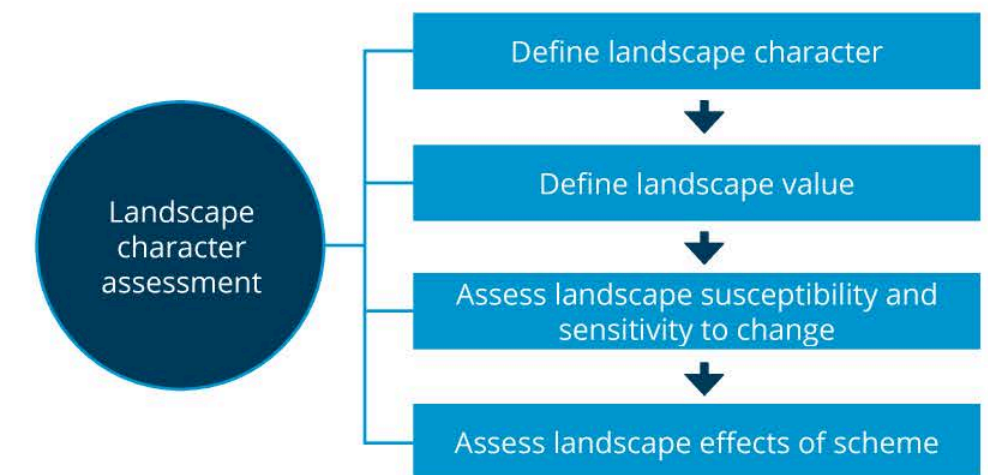 Landscape
character
assessment
Define landscape character
Define landscape value
Assess landscape susceptibility and
sensitivity to change
Assess landscape effects of scheme